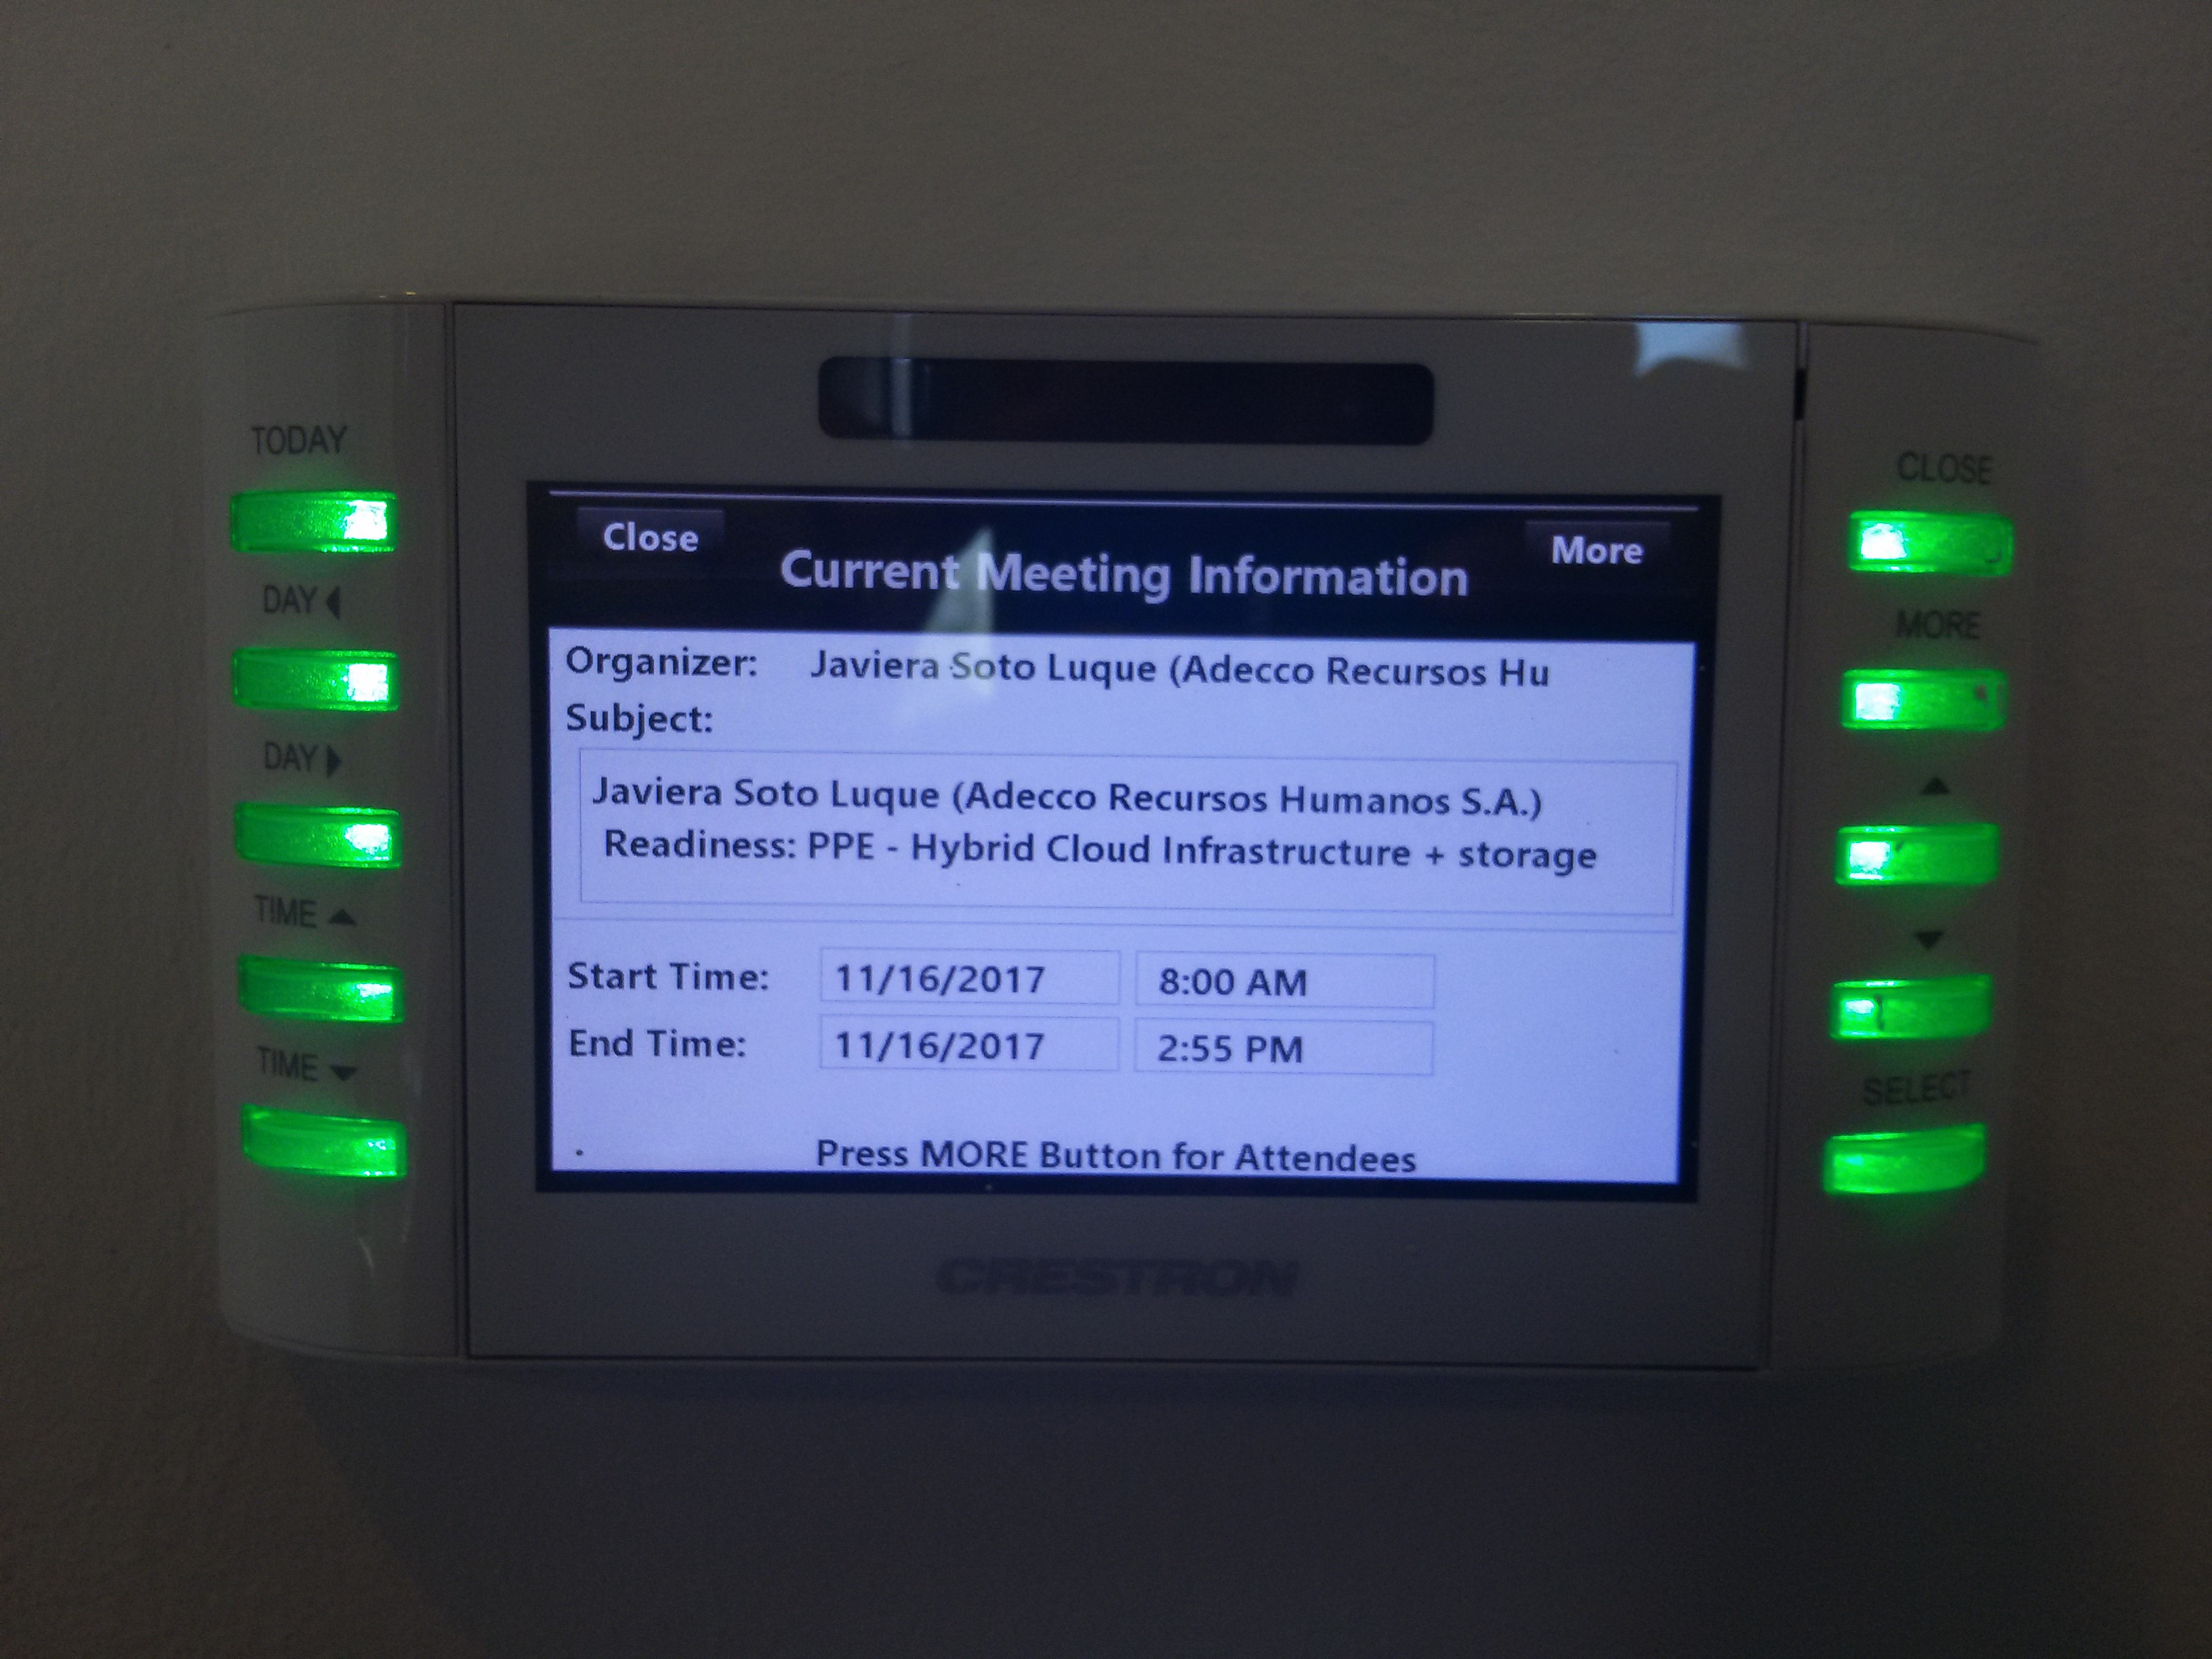 TODAY
DAY
DAY
TIME
TIME
Close
More
Current Meeting Information
Organizer: Javiera Soto Luque (Adecco Recursos Hu
Subject:
Javiera Soto Luque (Adecco Recursos Humanos S.A.)
Readiness: PPE - Hybrid Cloud Infrastructure + storage
Start Time: 11/16/2017 8:00 AM
End Time: 11/16/2017 2:55 PM
Press MORE Button for Attendees
CRESTRON
CLOSE
MORE
SELECT